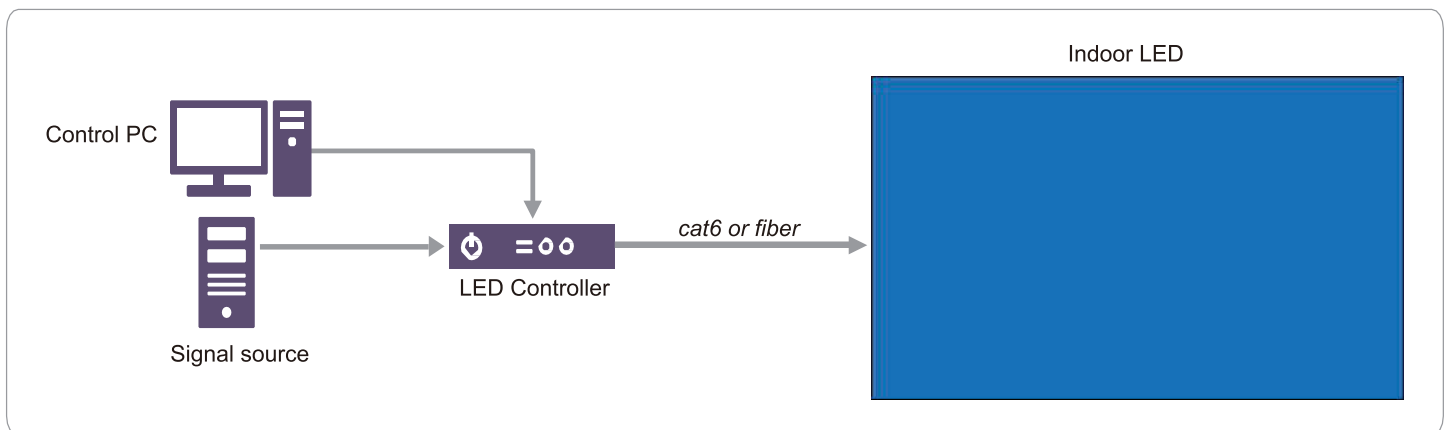 Indoor LED
Control PC
cat6 or fiber
LED Controller
Signal source